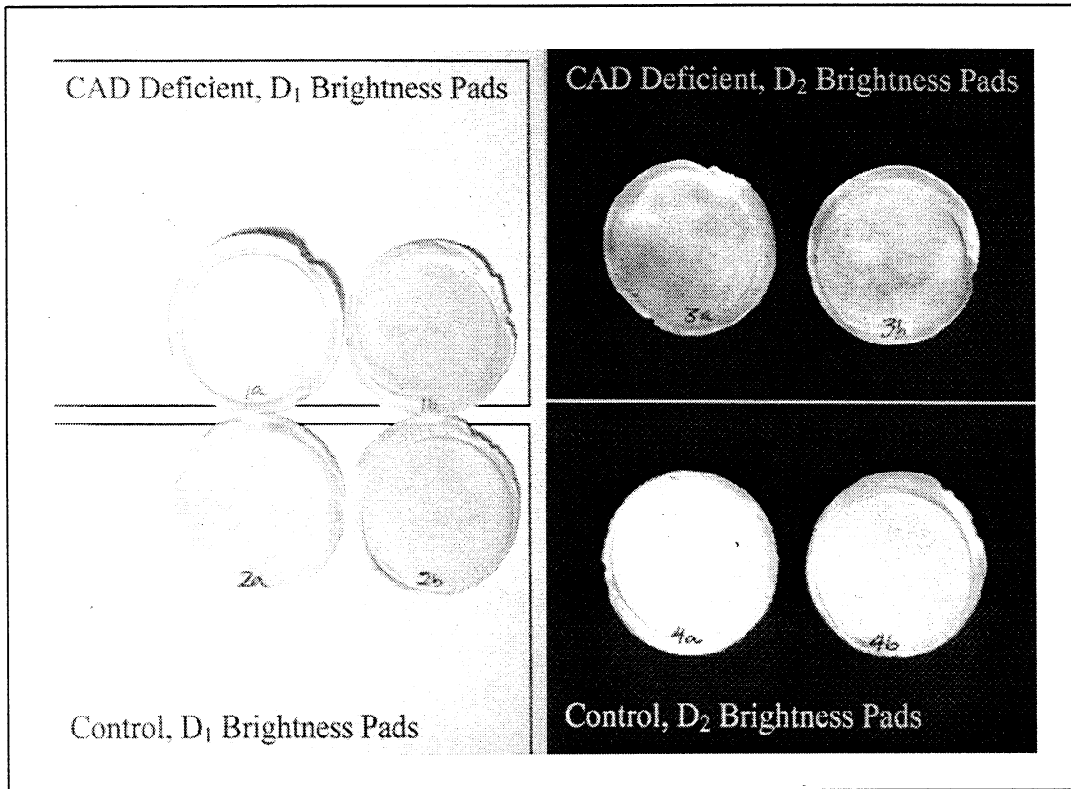 CAD Deficient, D₁ Brightness Pads
1a
1b
2a
2b
Control, D₁ Brightness Pads
CAD Deficient, D₂ Brightness Pads
3a
3b
4a
4b
Control, D₂ Brightness Pads